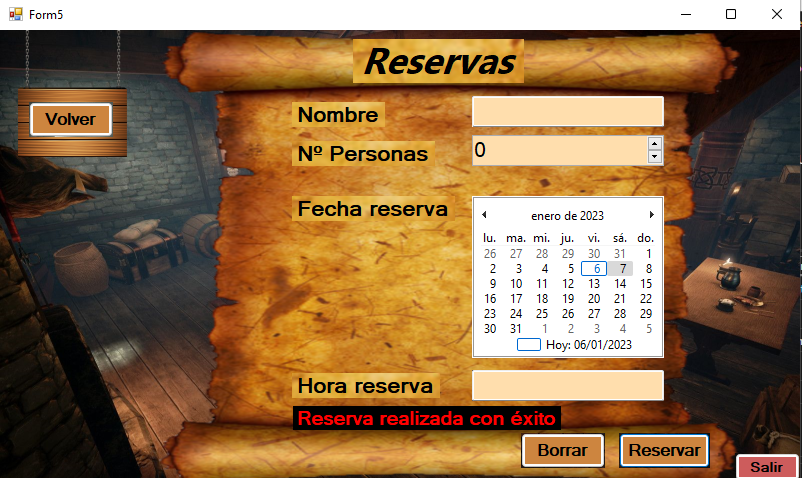 Form5
Reservas
Volver
Nombre
Nº Personas
0
Fecha reserva
enero de 2023
lu. ma. mi. ju. vi. sá. do.
26 27 28 29 30 31 1
2 3 4 5 6 7 8
9 10 11 12 13 14 15
16 17 18 19 20 21 22
23 24 25 26 27 28 29
30 31 1 2 3 4 5
Hoy: 06/01/2023
Hora reserva
Reserva realizada con éxito
Borrar
Reservar
Salir